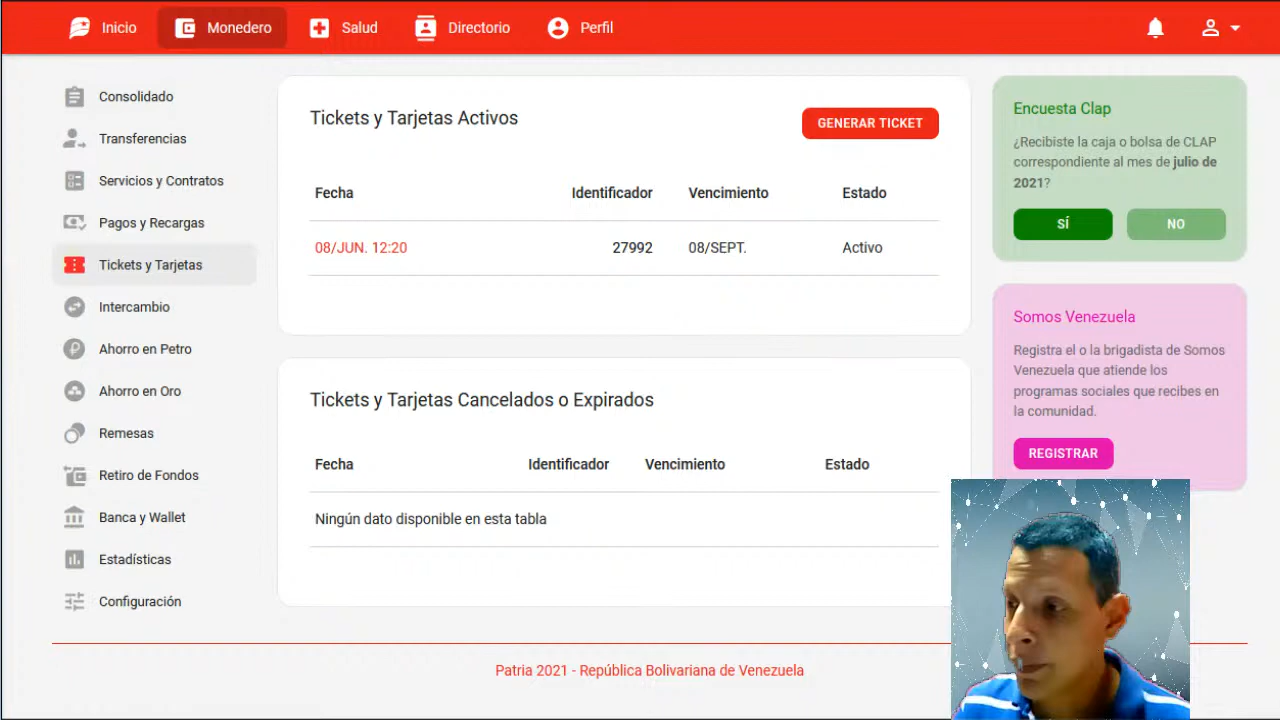 Inicio
Monedero
Salud
Directorio
Perfil
Consolidado
Transferencias
Servicios y Contratos
Pagos y Recargas
Tickets y Tarjetas
Intercambio
Ahorro en Petro
Ahorro en Oro
Remesas
Retiro de Fondos
Banca y Wallet
Estadísticas
Configuración
Tickets y Tarjetas Activos
GENERAR TICKET
Fecha Identificador Vencimiento Estado
08/JUN. 12:20 27992 08/SEPT. Activo
Tickets y Tarjetas Cancelados o Expirados
Fecha Identificador Vencimiento Estado
Ningún dato disponible en esta tabla
Encuesta Clap
¿Recibiste la caja o bolsa de CLAP
correspondiente al mes de julio de
2021?
SÍ
NO
Somos Venezuela
Registra el o la brigadista de Somos
Venezuela que atiende los
programas sociales que recibes en
la comunidad.
REGISTRAR
Patria 2021 - República Bolivariana de Venezuela